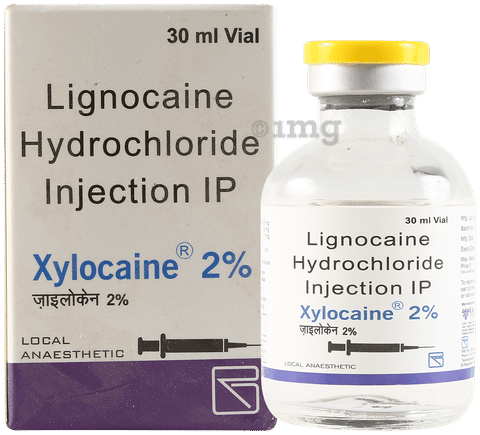 30 ml Vial
Lignocaine
Hydrochloride
Injection IP
Xylocaine® 2%
ज़ाइलोकेन 2%
LOCAL
ANAESTHETIC
1mg
30 ml Vial
Lignocaine
Hydrochloride
Injection IP
Xylocaine® 2%
ज़ाइलोकेन 2%
LOCAL ANAESTHETIC